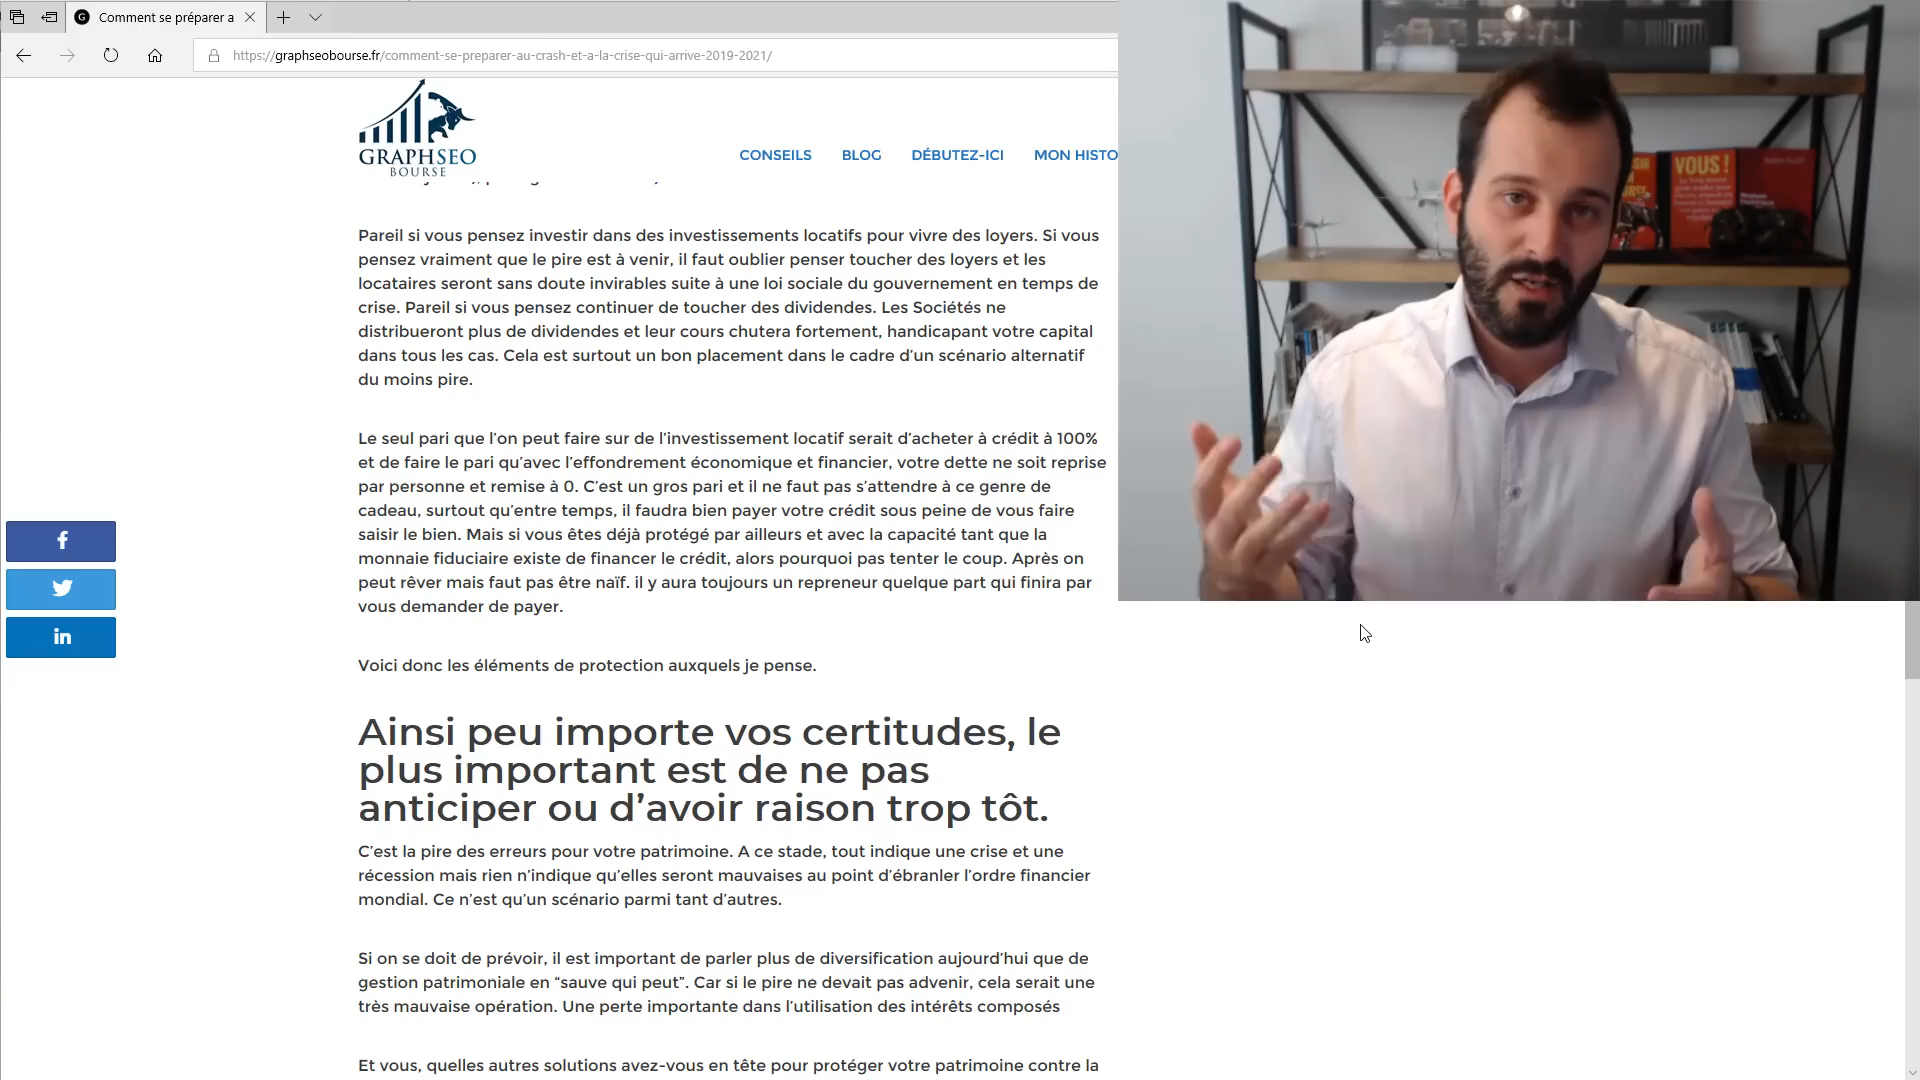 Comment se préparer a
https://graphseobourse.fr/comment-se-preparer-au-crash-et-a-la-crise-qui-arrive-2019-2021/
GRAPHSEO
BOURSE
CONSEILS
BLOG
DÉBUTEZ-ICI
MON HISTO
Pareil si vous pensez investir dans des investissements locatifs pour vivre des loyers. Si vous
pensez vraiment que le pire est à venir, il faut oublier penser toucher des loyers et les
locataires seront sans doute invirables suite à une loi sociale du gouvernement en temps de
crise. Pareil si vous pensez continuer de toucher des dividendes. Les Sociétés ne
distribueront plus de dividendes et leur cours chutera fortement, handicapant votre capital
dans tous les cas. Cela est surtout un bon placement dans le cadre d’un scénario alternatif
du moins pire.
Le seul pari que l’on peut faire sur de l’investissement locatif serait d’acheter à crédit à 100%
et de faire le pari qu’avec l’effondrement économique et financier, votre dette ne soit reprise
par personne et remise à 0. C’est un gros pari et il ne faut pas s’attendre à ce genre de
cadeau, surtout qu’entre temps, il faudra bien payer votre crédit sous peine de vous faire
saisir le bien. Mais si vous êtes déjà protégé par ailleurs et avec la capacité tant que la
monnaie fiduciaire existe de financer le crédit, alors pourquoi pas tenter le coup. Après on
peut rêver mais faut pas être naïf. il y aura toujours un repreneur quelque part qui finira par
vous demander de payer.
Voici donc les éléments de protection auxquels je pense.
Ainsi peu importe vos certitudes, le
plus important est de ne pas
anticiper ou d’avoir raison trop tôt.
C’est la pire des erreurs pour votre patrimoine. A ce stade, tout indique une crise et une
récession mais rien n’indique qu’elles seront mauvaises au point d’ébranler l’ordre financier
mondial. Ce n’est qu’un scénario parmi tant d’autres.
Si on se doit de prévoir, il est important de parler plus de diversification aujourd’hui que de
gestion patrimoniale en “sauve qui peut”. Car si le pire ne devait pas advenir, cela serait une
très mauvaise opération. Une perte importante dans l’utilisation des intérêts composés
Et vous, quelles autres solutions avez-vous en tête pour protéger votre patrimoine contre la
VOUS !